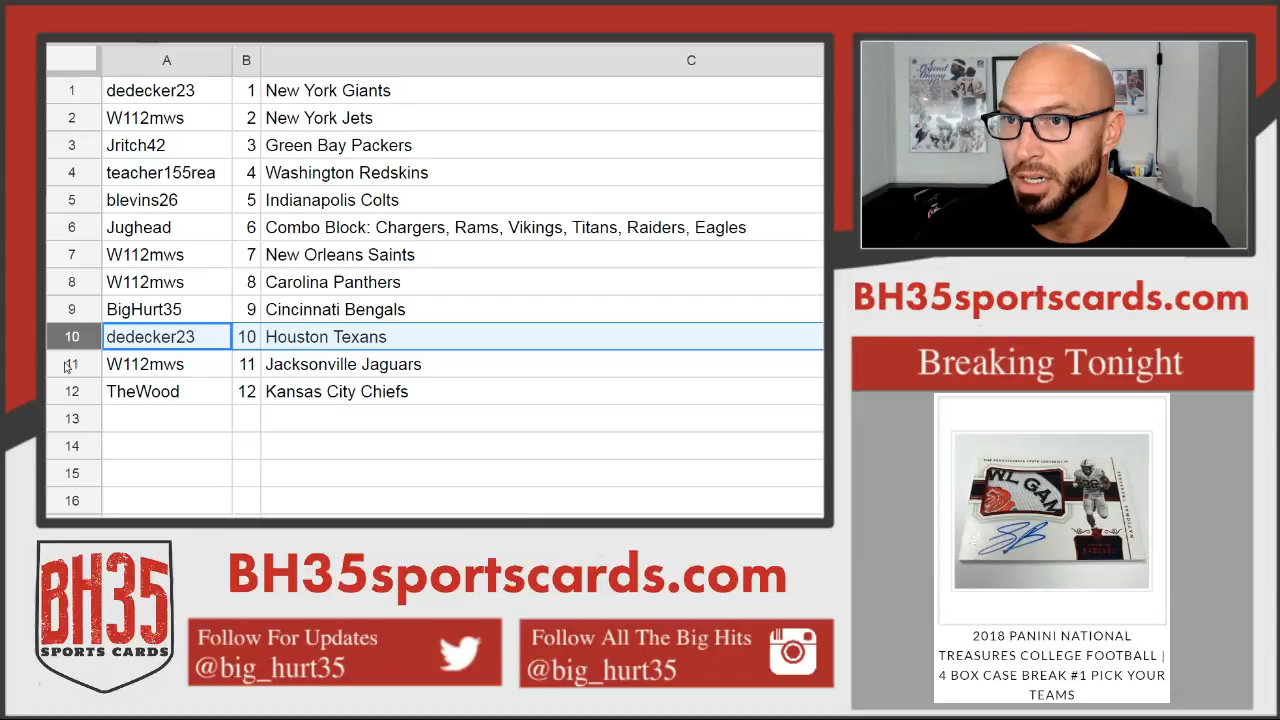 A B C
1 dedecker23 1 New York Giants
2 W112mws 2 New York Jets
3 Jritch42 3 Green Bay Packers
4 teacher155rea 4 Washington Redskins
5 blevins26 5 Indianapolis Colts
6 Jughead 6 Combo Block: Chargers, Rams, Vikings, Titans, Raiders, Eagles
7 W112mws 7 New Orleans Saints
8 W112mws 8 Carolina Panthers
9 BigHurt35 9 Cincinnati Bengals
10 dedecker23 10 Houston Texans
11 W112mws 11 Jacksonville Jaguars
12 TheWood 12 Kansas City Chiefs
13
14
15
16
34
BH35sportscards.com
Breaking Tonight
WL GAM
2018 PANINI NATIONAL
TREASURES COLLEGE FOOTBALL |
4 BOX CASE BREAK #1 PICK YOUR
TEAMS
BH35
SPORTS CARDS
BH35sportscards.com
Follow For Updates
@big_hurt35
Follow All The Big Hits
@big_hurt35